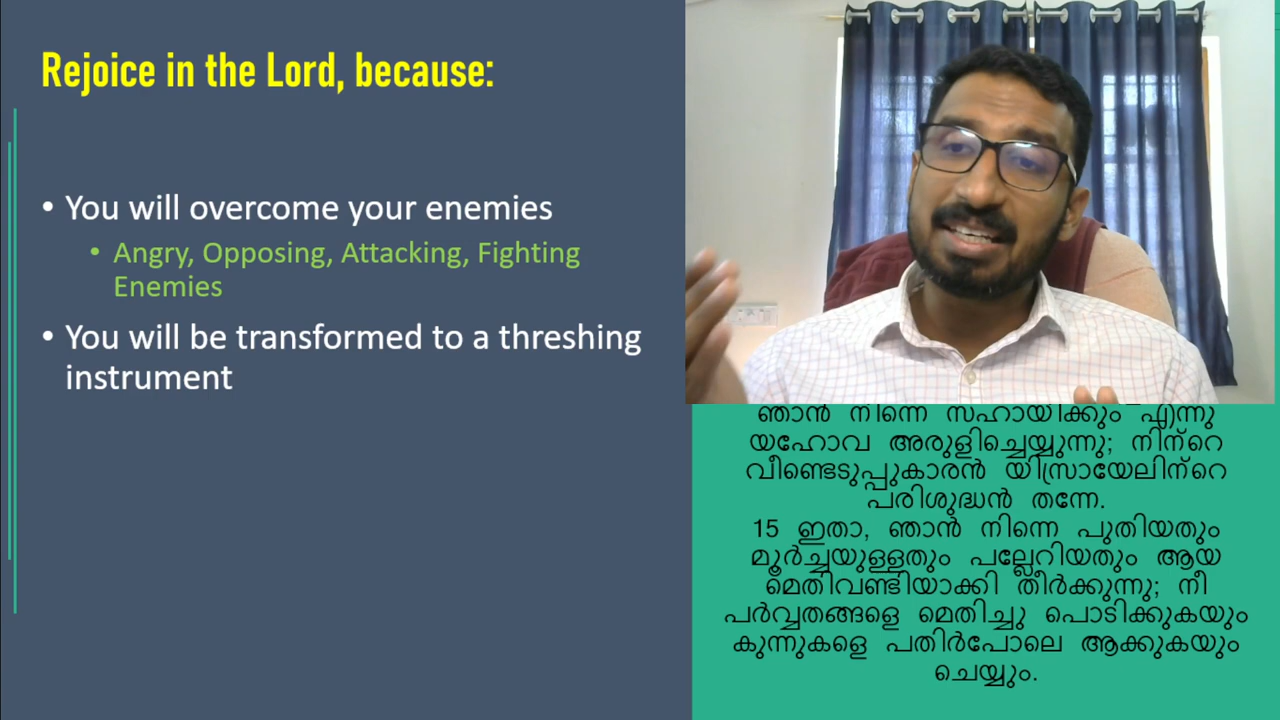 Rejoice in the Lord, because:
• You will overcome your enemies
• Angry, Opposing, Attacking, Fighting
Enemies
• You will be transformed to a threshing
instrument
ഞാൻ നിന്നെ സഹായിക്കും എന്നു
യഹോവ അരുളിച്ചെയ്യുന്നു; നിന്റെ
വീണ്ടെടുപ്പുകാരൻ യിസ്രായേലിന്റെ
പരിശുദ്ധൻ തന്നേ.
15 ഇതാ, ഞാൻ നിന്നെ പുതിയതും
മൂർച്ചയുള്ളതും പല്ലേറിയതും ആയ
മെതിവണ്ടിയാക്കി തീർക്കുന്നു; നീ
പർവ്വതങ്ങളെ മെതിച്ചു പൊടിക്കുകയും
കുന്നുകളെ പതിർപോലെ ആക്കുകയും
ചെയ്യും.